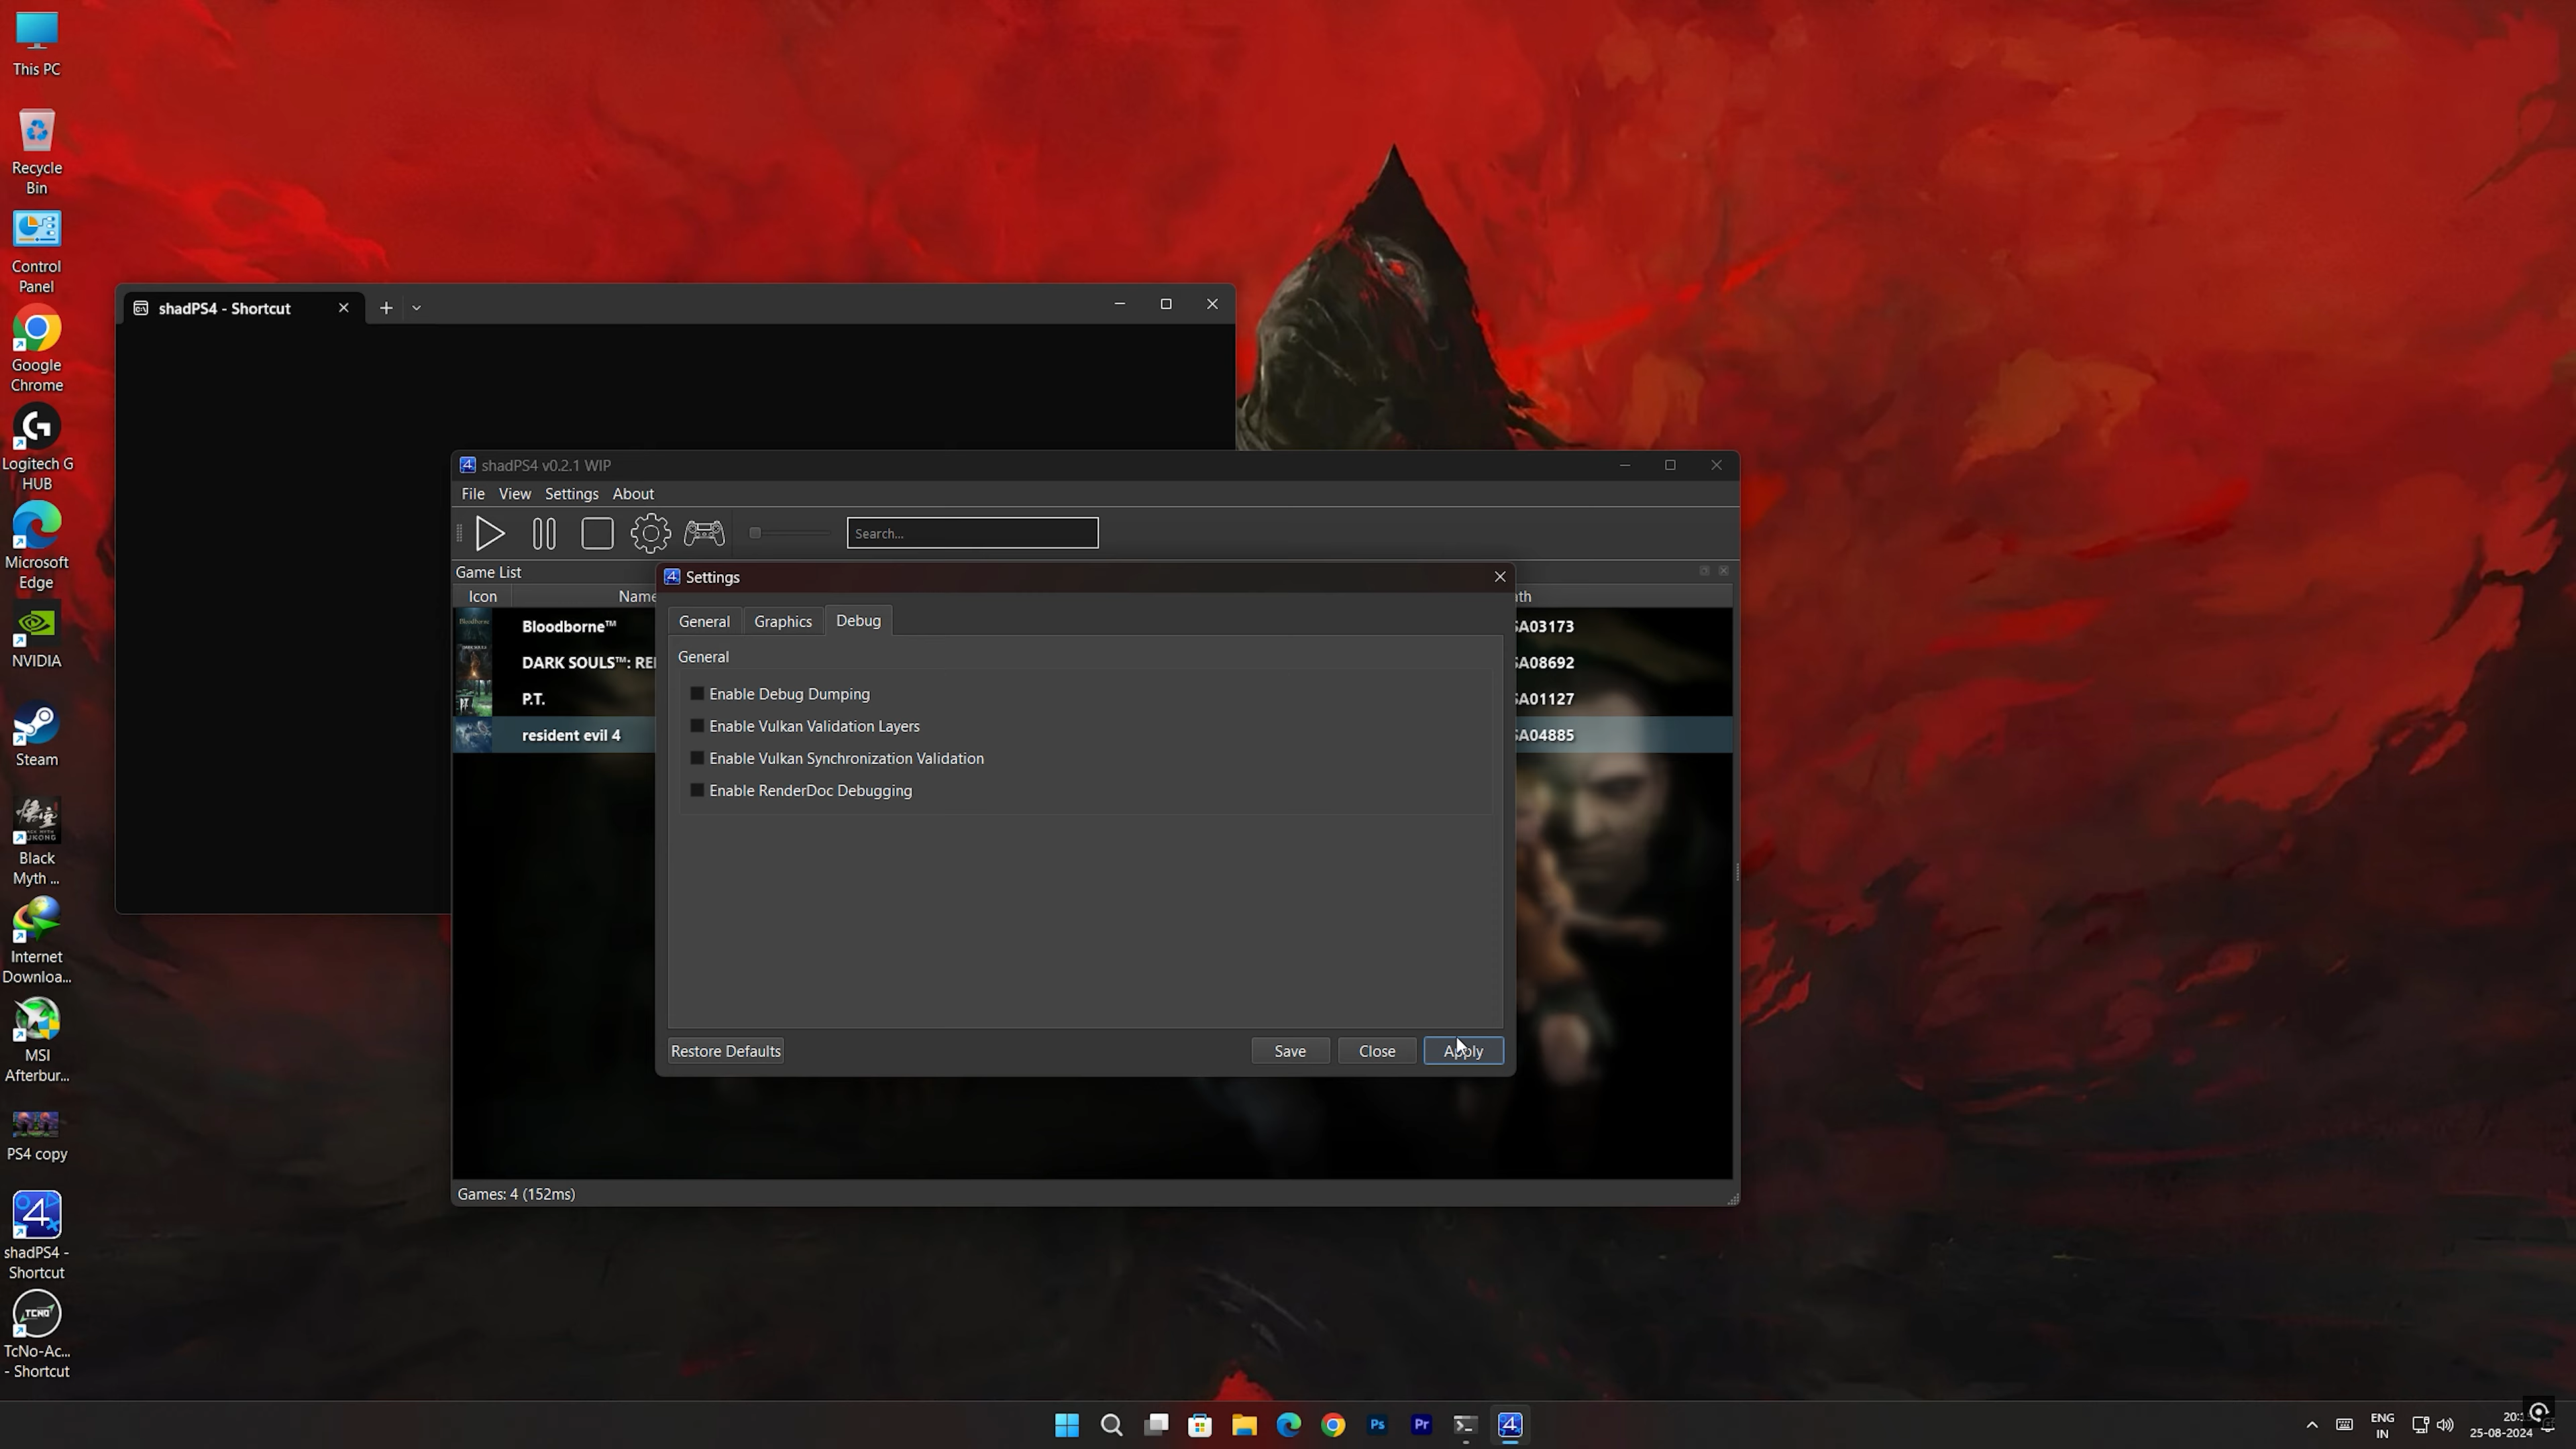 This PC
Recycle
Bin
Control
Panel
Google
Chrome
Logitech G
HUB
Microsoft
Edge
NVIDIA
Steam
Black
Myth ...
Internet
Downloa...
MSI
Afterbur...
PS4 copy
shadPS4 -
Shortcut
TcNo-Ac...
- Shortcut
shadPS4 - Shortcut
shadPS4 v0.2.1 WIP
File View Settings About
Search...
Game List
Icon Name
Bloodborne™ SA03173
DARK SOULS™: REI SA08692
P.T. SA01127
resident evil 4 SA04885
Settings
General Graphics Debug
General
Enable Debug Dumping
Enable Vulkan Validation Layers
Enable Vulkan Synchronization Validation
Enable RenderDoc Debugging
Restore Defaults Save Close Apply
Games: 4 (152ms)
Ps Pr
ENG
IN
25-08-2024